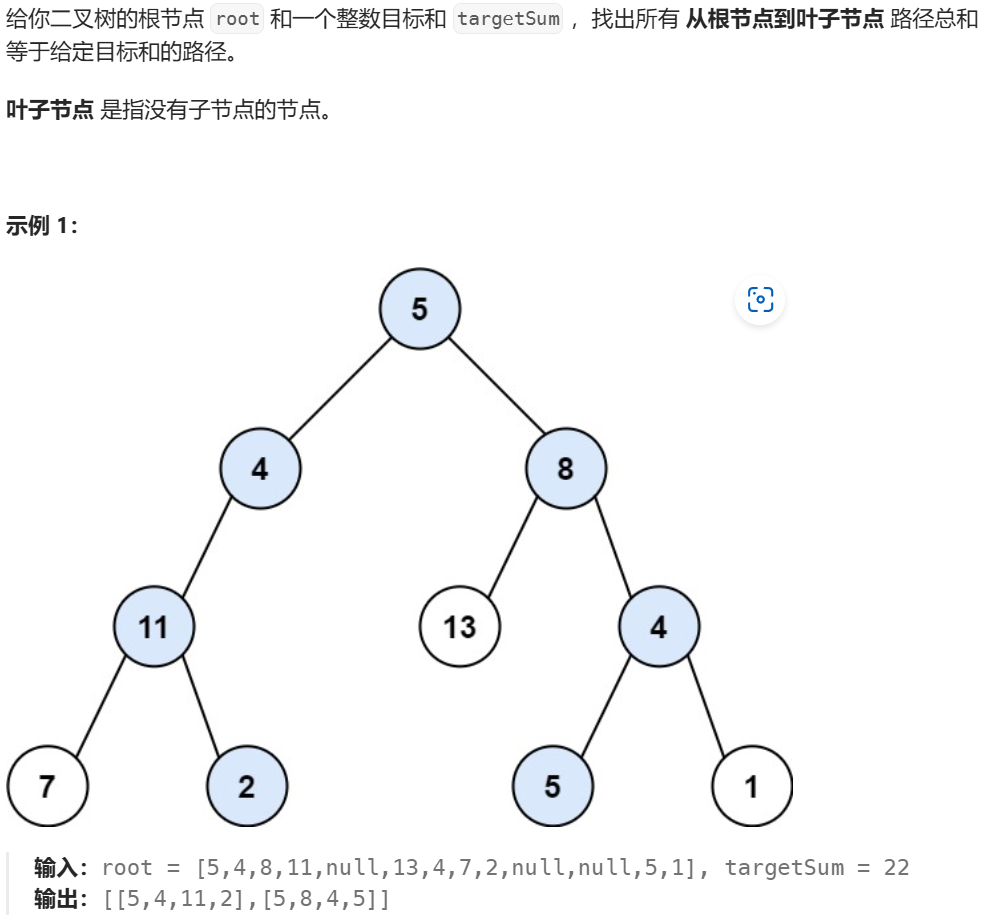 给你二叉树的根节点 root 和一个整数目标和 targetSum ，找出所有 从根节点到叶子节点 路径总和
等于给定目标和的路径。
叶子节点 是指没有子节点的节点。
示例 1：
5
4
8
11
13
4
7
2
5
1
输入：root = [5,4,8,11,null,13,4,7,2,null,null,5,1], targetSum = 22
输出：[[5,4,11,2],[5,8,4,5]]